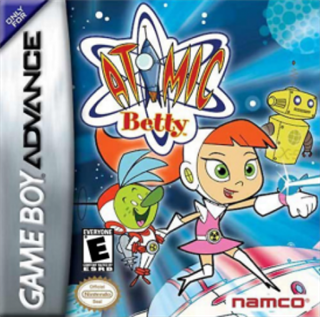 ONLY
FOR
GAME BOY ADVANCE
ATOMIC
Betty
EVERYONE
E
ESRB
Official
Nintendo
Seal
namco